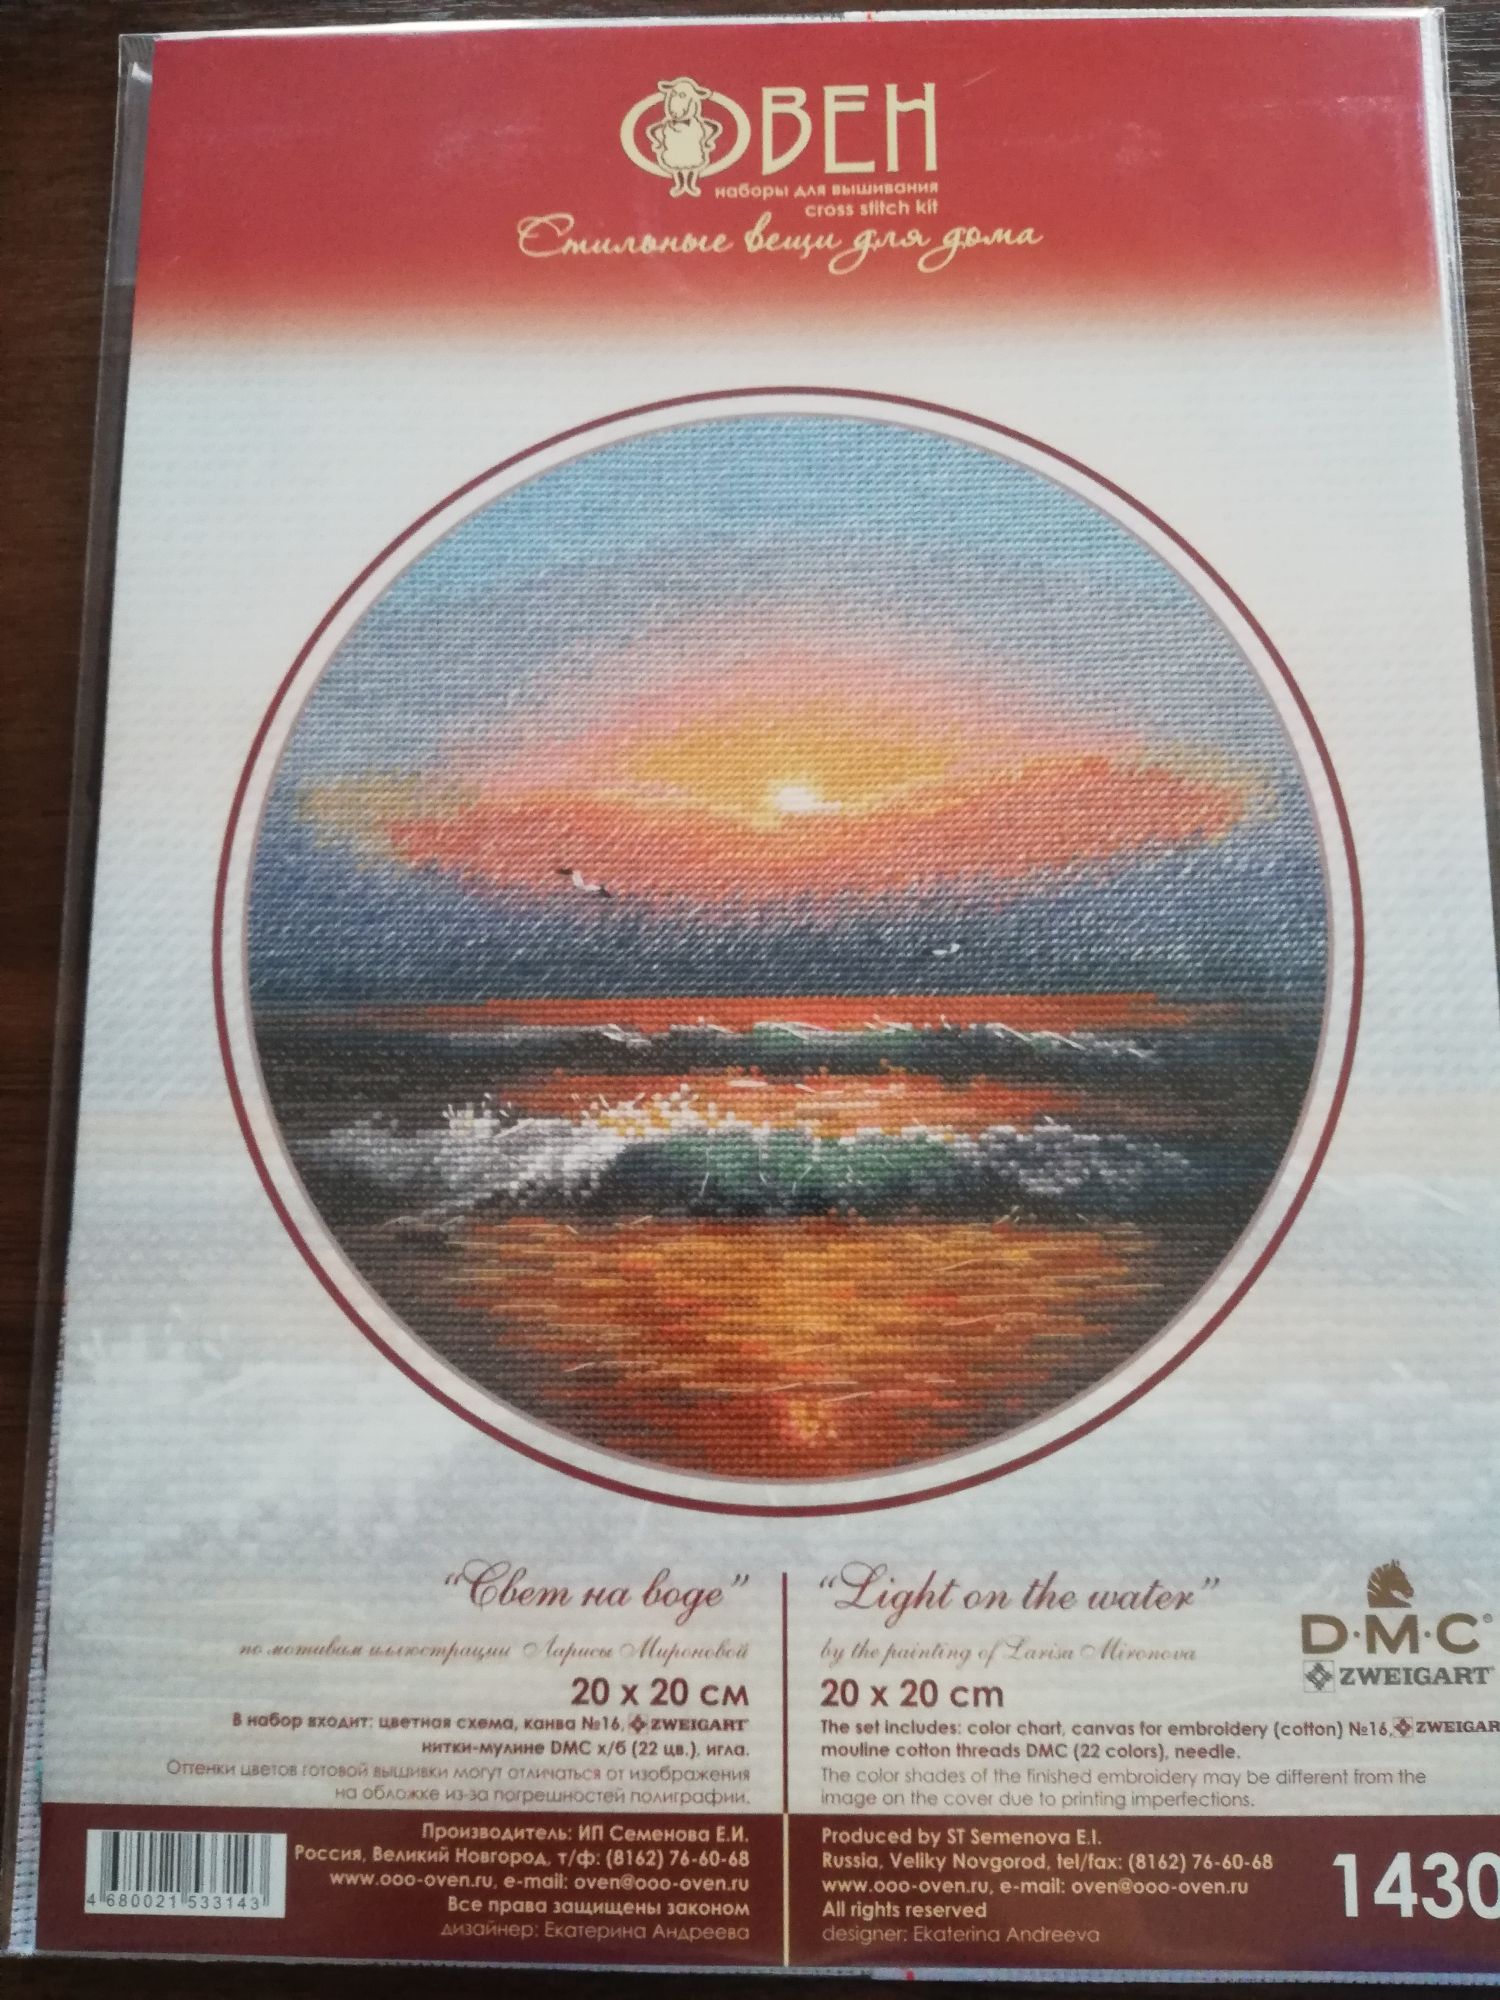 ОВЕН
наборы для вышивания
cross stitch kit
Стильные вещи для дома
“Свет на воде”
по мотивам иллюстрации Ларисы Мироновой
20 х 20 см
В набор входит: цветная схема, канва №16, ZWEIGART
нитки-мулине DMC х/б (22 цв.), игла.
Оттенки цветов готовой вышивки могут отличаться от изображения
на обложке из-за погрешностей полиграфии.
“Light on the water”
by the painting of Larisa Mironova
20 x 20 cm
The set includes: color chart, canvas for embroidery (cotton) №16, ZWEIGAR
mouline cotton threads DMC (22 colors), needle.
The color shades of the finished embroidery may be different from the
image on the cover due to printing imperfections.
D·M·C®
ZWEIGART
4 680021 533143
Производитель: ИП Семенова Е.И.
Россия, Великий Новгород, т/ф: (8162) 76-60-68
www.ooo-oven.ru, e-mail: oven@ooo-oven.ru
Все права защищены законом
дизайнер: Екатерина Андреева
Produced by ST Semenova E.I.
Russia, Veliky Novgorod, tel/fax: (8162) 76-60-68
www.ooo-oven.ru, e-mail: oven@ooo-oven.ru
All rights reserved
designer: Ekaterina Andreeva
1430